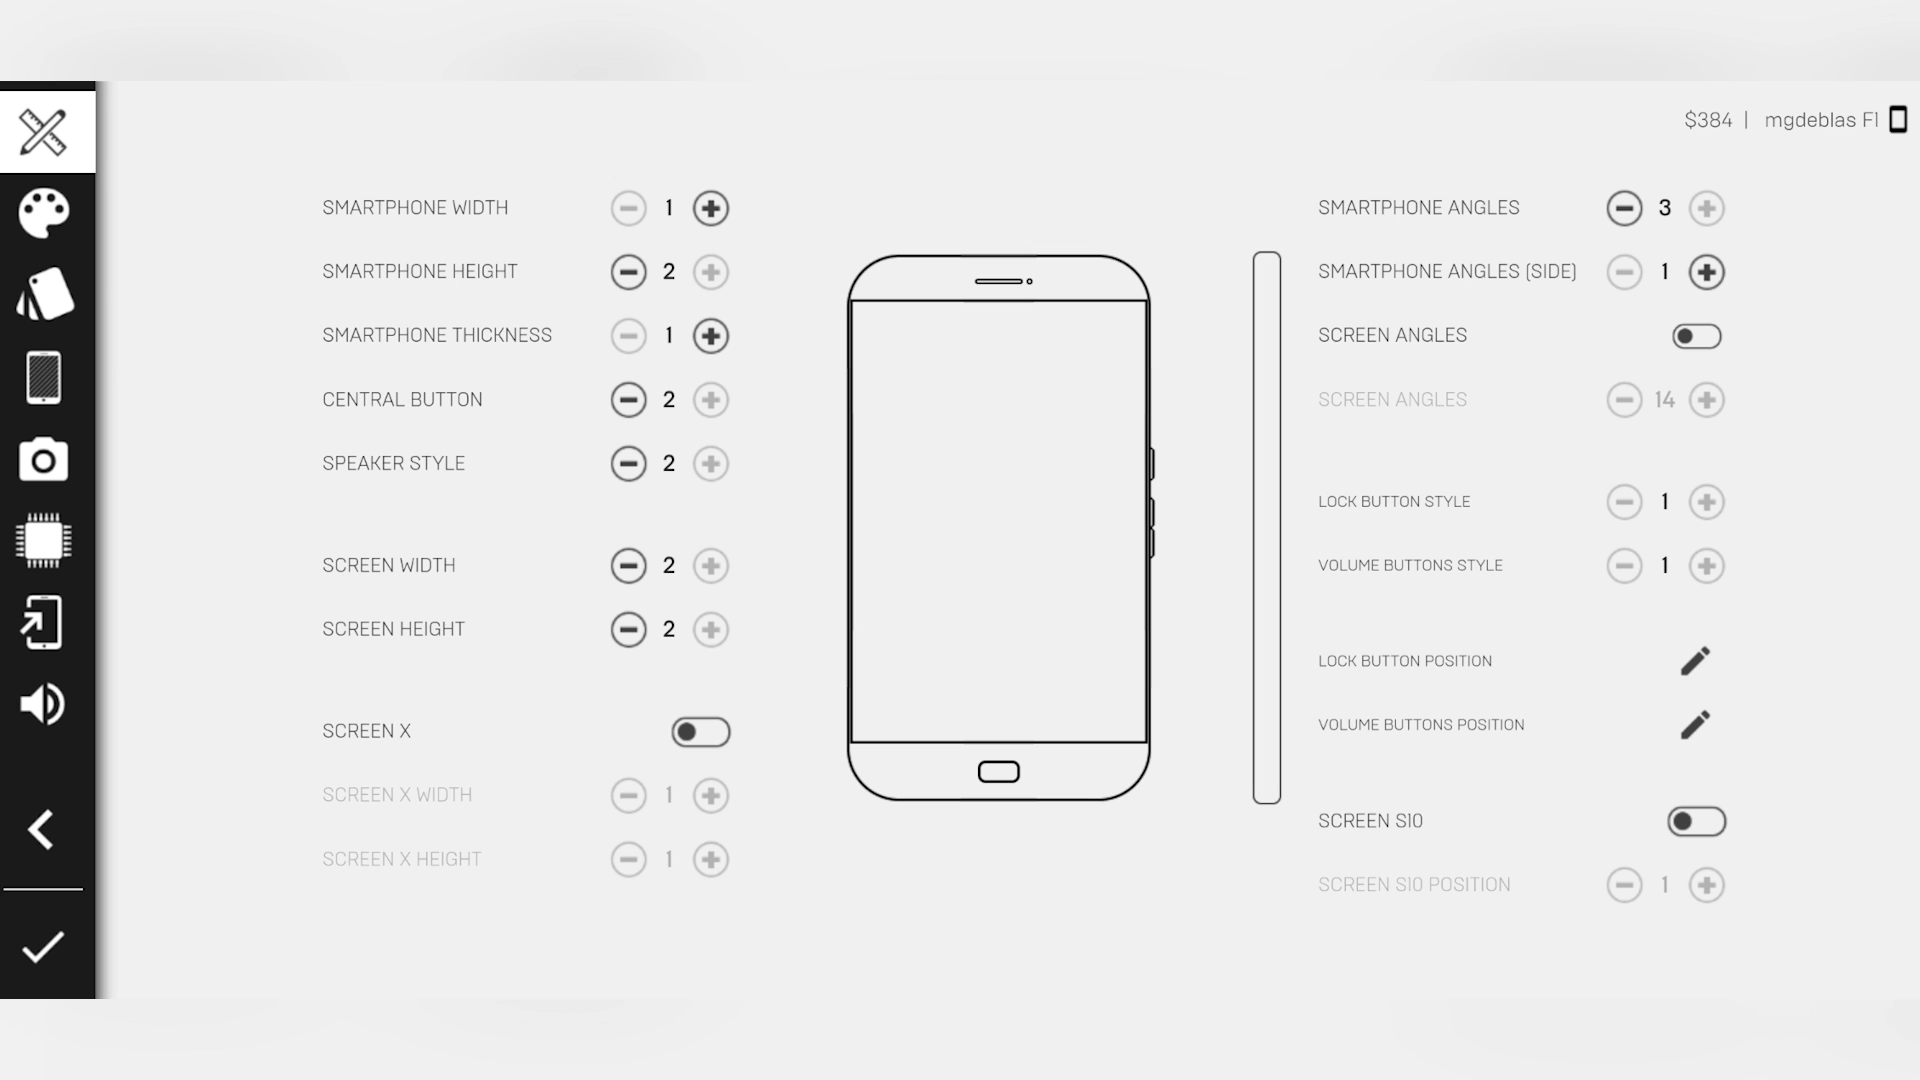 $384 | mgdeblas F1
SMARTPHONE WIDTH 1
SMARTPHONE HEIGHT 2
SMARTPHONE THICKNESS 1
CENTRAL BUTTON 2
SPEAKER STYLE 2
SCREEN WIDTH 2
SCREEN HEIGHT 2
SCREEN X
SCREEN X WIDTH 1
SCREEN X HEIGHT 1
SMARTPHONE ANGLES 3
SMARTPHONE ANGLES (SIDE) 1
SCREEN ANGLES
SCREEN ANGLES 14
LOCK BUTTON STYLE 1
VOLUME BUTTONS STYLE 1
LOCK BUTTON POSITION
VOLUME BUTTONS POSITION
SCREEN S10
SCREEN S10 POSITION 1